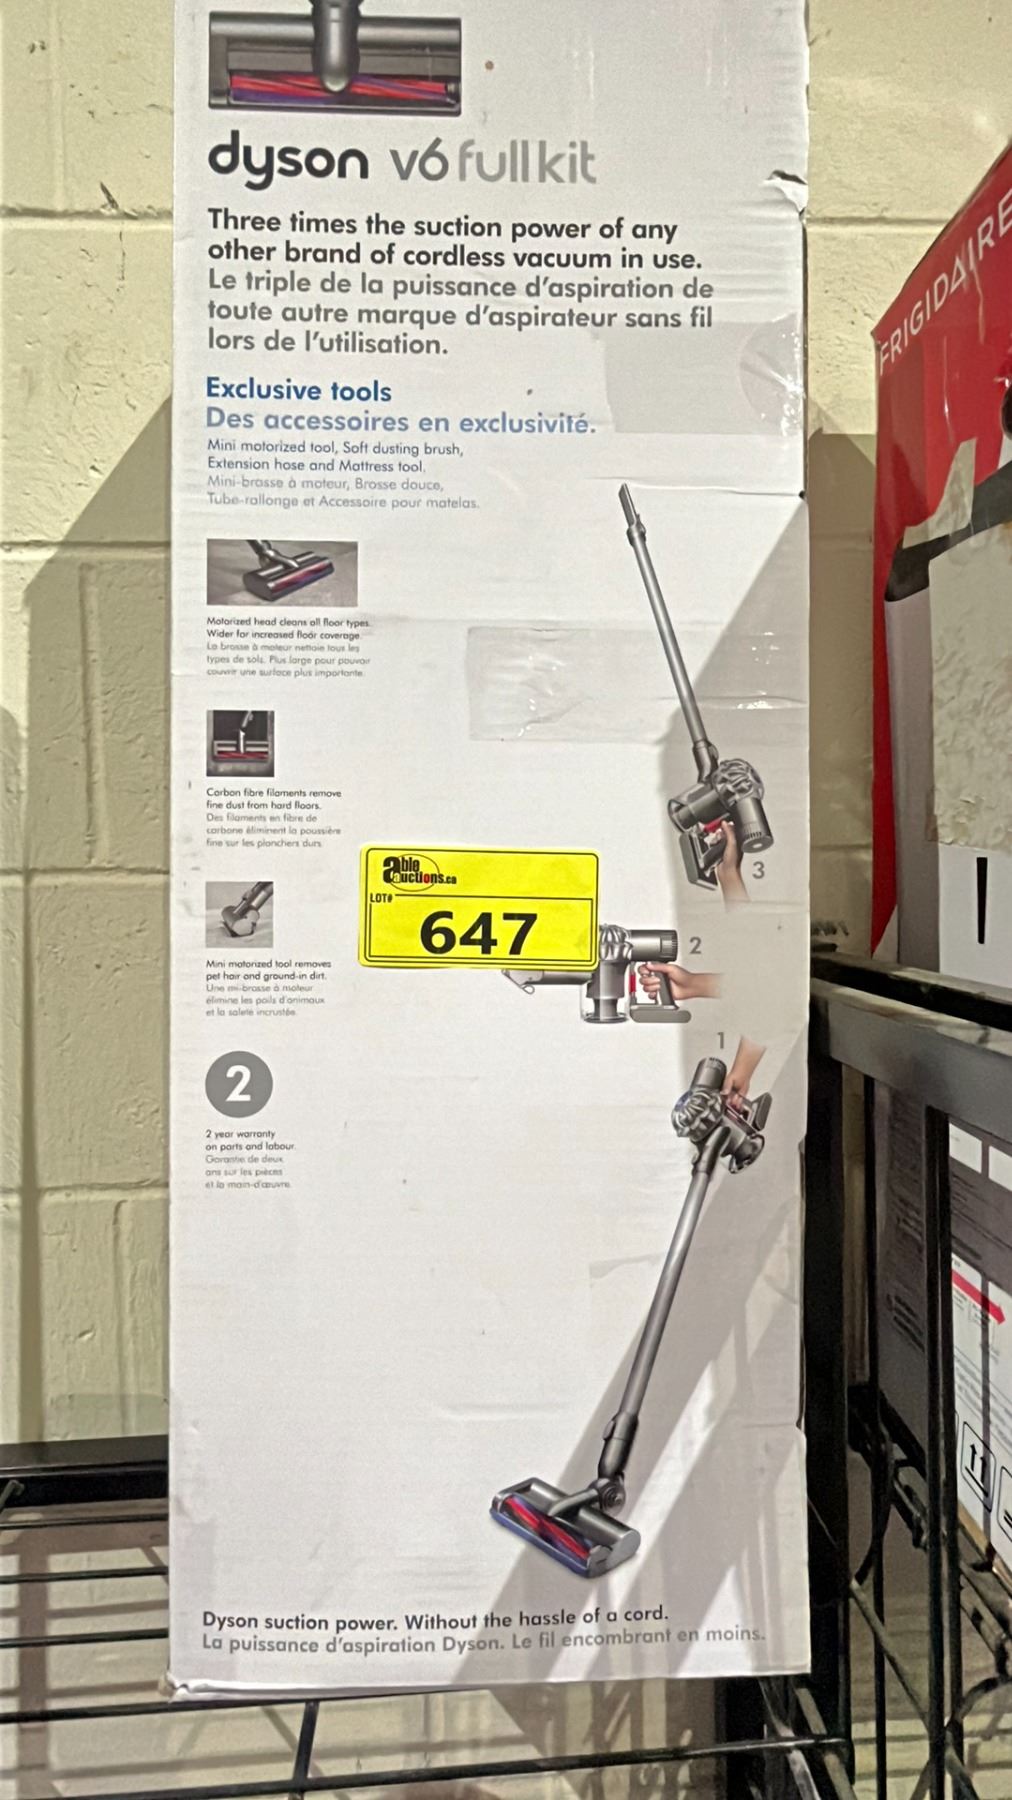 dyson v6 full kit
Three times the suction power of any
other brand of cordless vacuum in use.
Le triple de la puissance d'aspiration de
toute autre marque d'aspirateur sans fil
lors de l'utilisation.
Exclusive tools
Des accessoires en exclusivité.
Mini motorized tool, Soft dusting brush,
Extension hose and Mattress tool.
Mini-brosse à moteur, Brosse douce,
Tube-rallonge et Accessoire pour matelas.
Motorized head cleans all floor types.
Wider for increased floor coverage.
La brosse à moteur nettoie tous les
types de sols. Plus large pour pouvoir
couvrir une surface plus importante.
Carbon fibre filaments remove
fine dust from hard floors.
Des filaments en fibre de
carbone éliminent la poussière
fine sur les planchers durs.
3
able
auctions.ca
LOT#
647
2
Mini motorized tool removes
pet hair and ground-in dirt.
Une mini-brosse à moteur
élimine les poils d'animaux
et la saleté incrustée.
1
2
2 year warranty
on parts and labour.
Garantie de deux
ans sur les pièces
et la main-d'œuvre.
Dyson suction power. Without the hassle of a cord.
La puissance d'aspiration Dyson. Le fil encombrant en moins.
FRIGIDAIRE